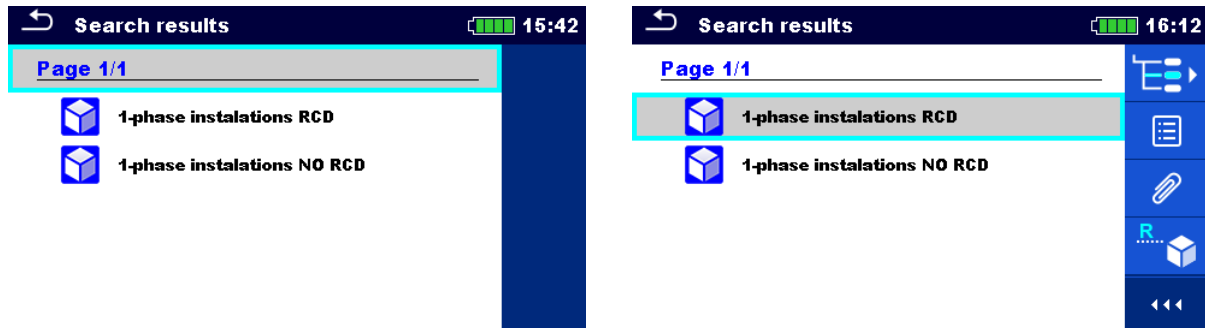 Search results 15:42
Page 1/1
1-phase instalations RCD
1-phase instalations NO RCD
Search results 16:12
Page 1/1
1-phase instalations RCD
1-phase instalations NO RCD
R